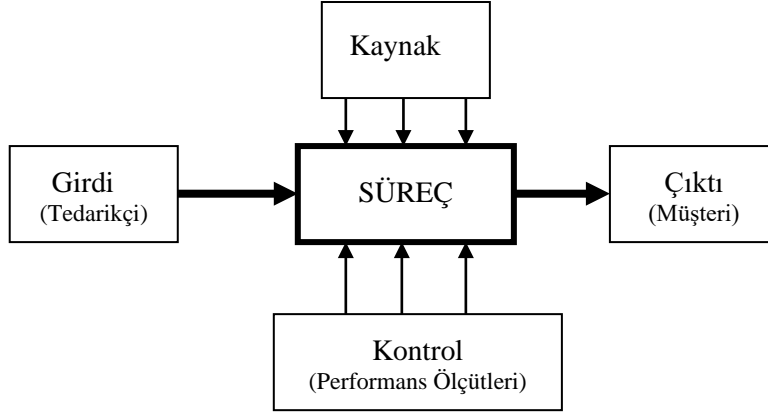 Kaynak
Girdi
(Tedarikçi)
SÜREÇ
Çıktı
(Müşteri)
Kontrol
(Performans Ölçütleri)